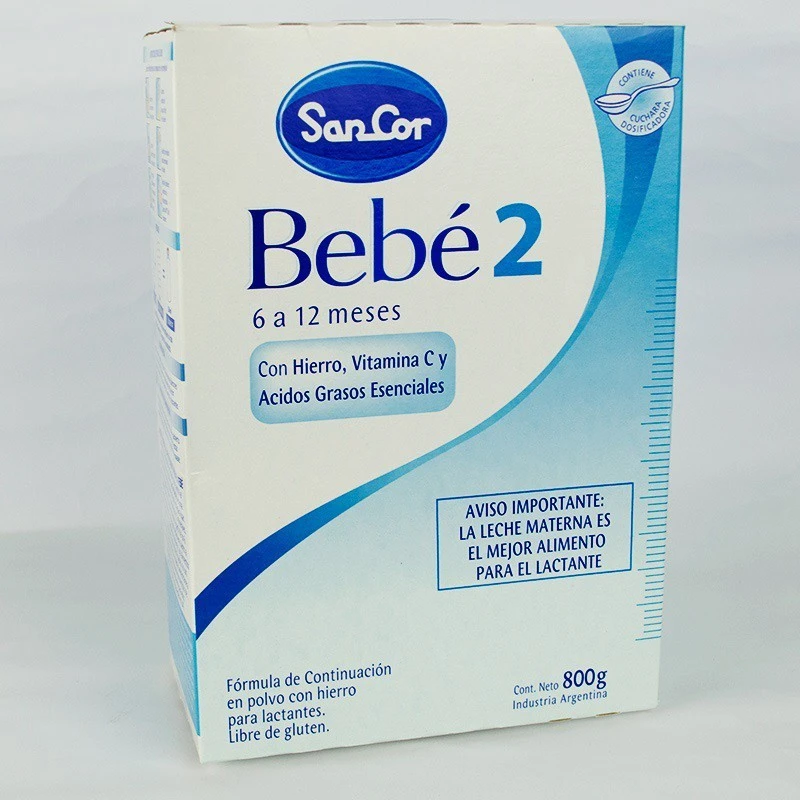 SanCor
CONTIENE
CUCHARA
DOSIFICADORA
Bebé 2
6 a 12 meses
Con Hierro, Vitamina C y
Acidos Grasos Esenciales
AVISO IMPORTANTE:
LA LECHE MATERNA ES
EL MEJOR ALIMENTO
PARA EL LACTANTE
Fórmula de Continuación
en polvo con hierro
para lactantes.
Libre de gluten.
Cont. Neto 800g
Industria Argentina